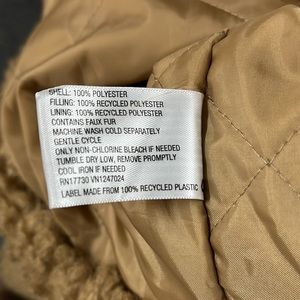 SHELL: 100% POLYESTER
FILLING: 100% RECYCLED POLYESTER
LINING: 100% RECYCLED POLYESTER
CONTAINS FAUX FUR
MACHINE WASH COLD SEPARATELY
GENTLE CYCLE
ONLY NON-CHLORINE BLEACH IF NEEDED
TUMBLE DRY LOW, REMOVE PROMPTLY
COOL IRON IF NEEDED
RN17730 VN1247024
LABEL MADE FROM 100% RECYCLED PLASTIC